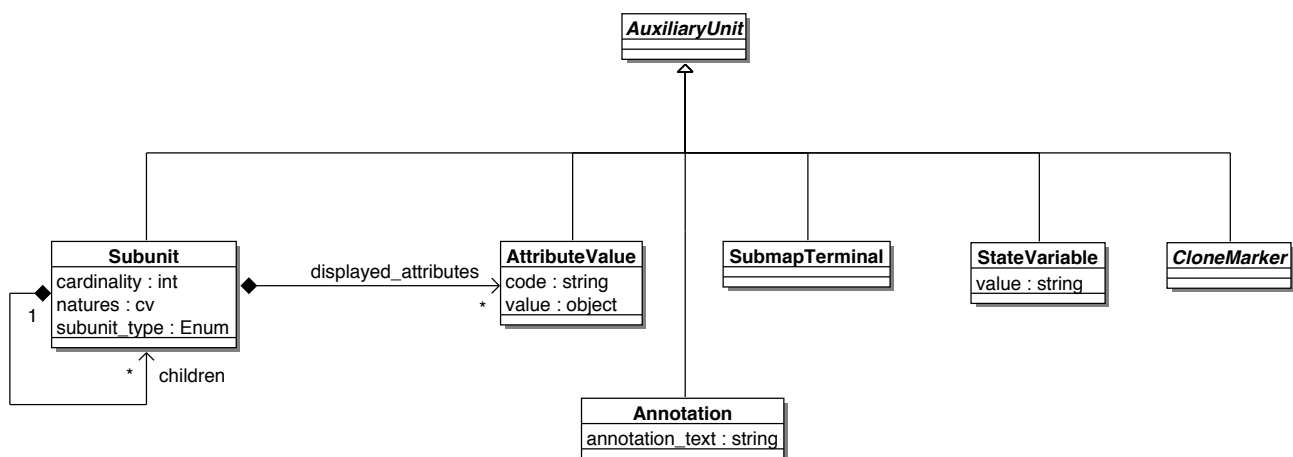 AuxiliaryUnit
Subunit
cardinality : int
natures : cv
subunit_type : Enum
1
*
children
displayed_attributes
*
AttributeValue
code : string
value : object
SubmapTerminal
StateVariable
value : string
CloneMarker
Annotation
annotation_text : string